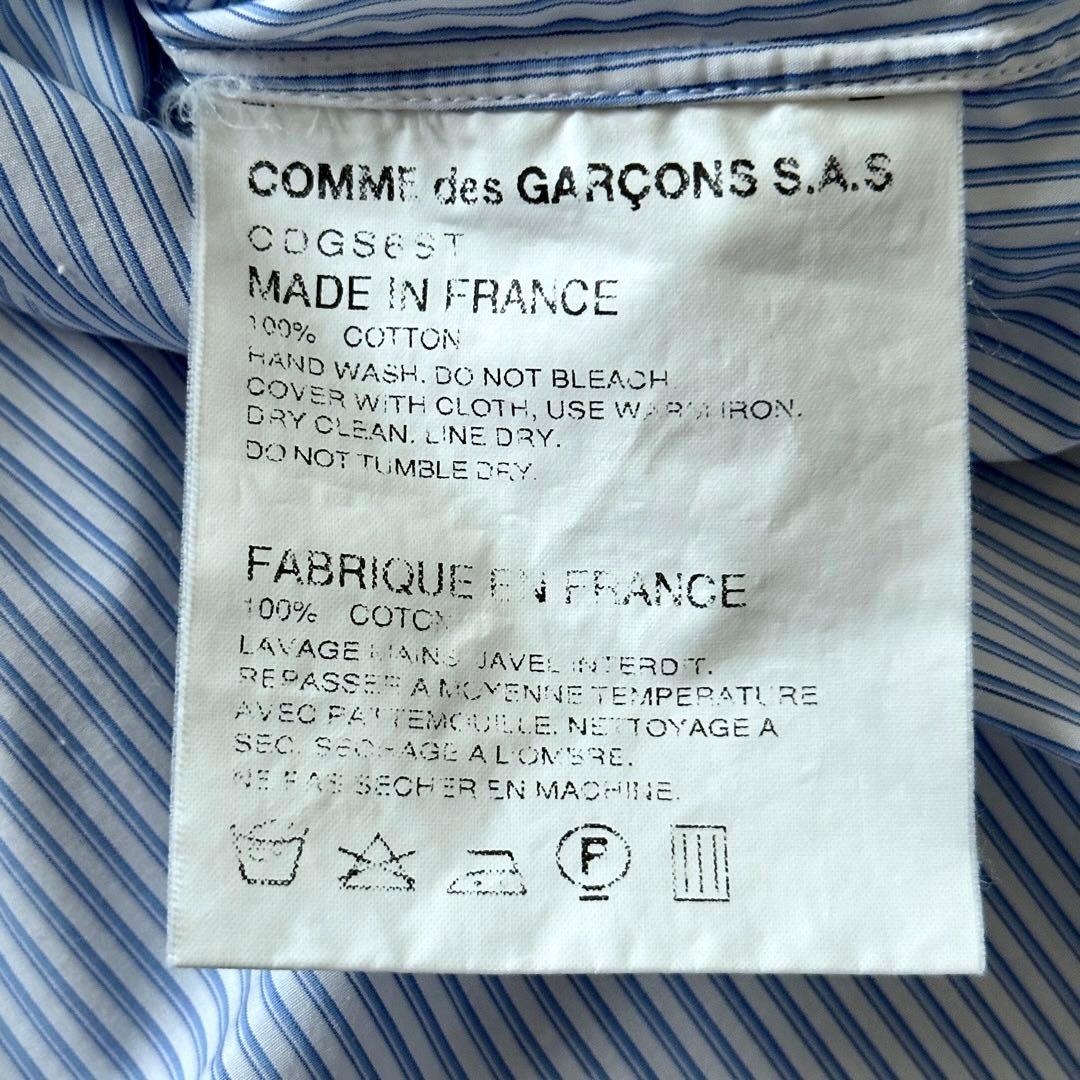 COMME des GARÇONS S.A.S
CDGS6ST
MADE IN FRANCE
100% COTTON
HAND WASH. DO NOT BLEACH.
COVER WITH CLOTH, USE WARM IRON.
DRY CLEAN. LINE DRY.
DO NOT TUMBLE DRY.
FABRIQUE EN FRANCE
100% COTON
LAVAGE MAINS JAVEL INTERDIT.
REPASSER A MOYENNE TEMPERATURE
AVEC PATTEMOUILLE. NETTOYAGE A
SEC. SECHAGE A L'OMBRE.
NE PAS SECHER EN MACHINE.
P